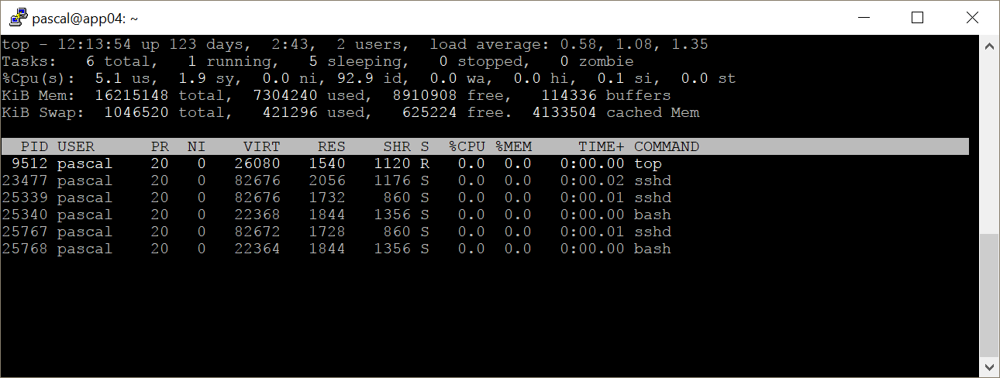 pascal@app04: ~
top - 12:13:54 up 123 days,  2:43,  2 users,  load average: 0.58, 1.08, 1.35
Tasks:   6 total,   1 running,   5 sleeping,   0 stopped,   0 zombie
%Cpu(s):  5.1 us,  1.9 sy,  0.0 ni, 92.9 id,  0.0 wa,  0.0 hi,  0.1 si,  0.0 st
KiB Mem:  16215148 total,  7304240 used,  8910908 free,   114336 buffers
KiB Swap:  1046520 total,   421296 used,   625224 free.  4133504 cached Mem
  PID USER      PR  NI    VIRT    RES    SHR S  %CPU %MEM     TIME+ COMMAND
 9512 pascal    20   0   26080   1540   1120 R   0.0  0.0   0:00.00 top
23477 pascal    20   0   82676   2056   1176 S   0.0  0.0   0:00.02 sshd
25339 pascal    20   0   82676   1732    860 S   0.0  0.0   0:00.01 sshd
25340 pascal    20   0   22368   1844   1356 S   0.0  0.0   0:00.00 bash
25767 pascal    20   0   82672   1728    860 S   0.0  0.0   0:00.01 sshd
25768 pascal    20   0   22364   1844   1356 S   0.0  0.0   0:00.00 bash